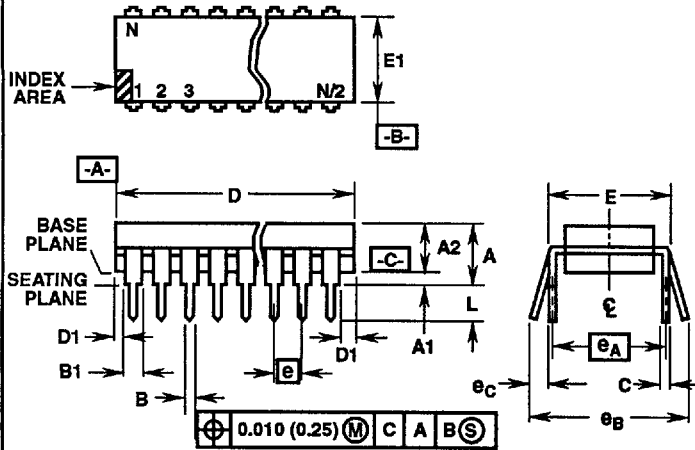 N
E1
INDEX
AREA
1 2 3 N/2
-B-
-A-
D
E
BASE
PLANE
A2 A
-C-
SEATING
PLANE
L
℄
D1
A1
D1
eA
B1
e
eC
C
B
eB
0.010 (0.25) Ⓜ C A B Ⓢ